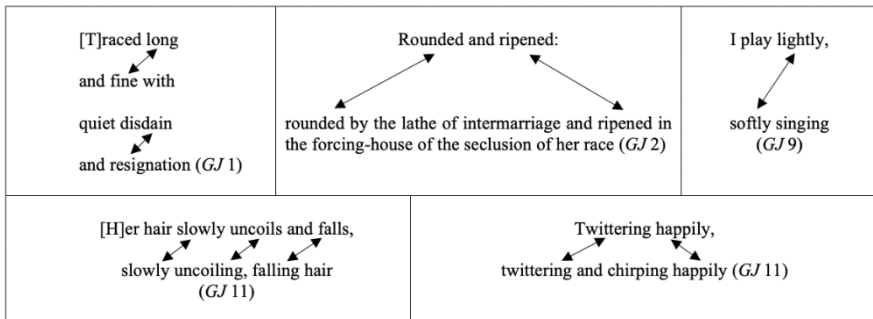 [T]raced long
and fine with
quiet disdain
and resignation (GJ 1)
Rounded and ripened:
rounded by the lathe of intermarriage and ripened in
the forcing-house of the seclusion of her race (GJ 2)
I play lightly,
softly singing
(GJ 9)
[H]er hair slowly uncoils and falls,
slowly uncoiling, falling hair
(GJ 11)
Twittering happily,
twittering and chirping happily (GJ 11)